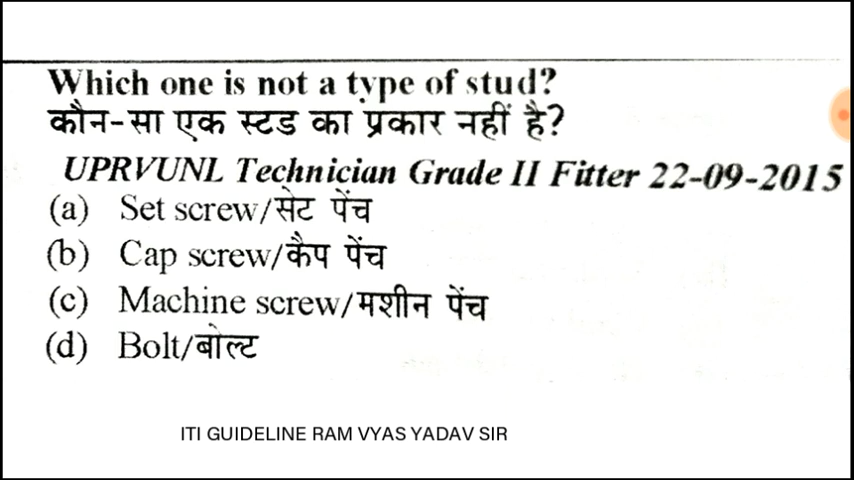 Which one is not a type of stud?
कौन-सा एक स्टड का प्रकार नहीं है?
UPRVUNL Technician Grade II Fitter 22-09-2015
(a) Set screw/सेट पेंच
(b) Cap screw/कैप पेंच
(c) Machine screw/मशीन पेंच
(d) Bolt/बोल्ट
ITI GUIDELINE RAM VYAS YADAV SIR